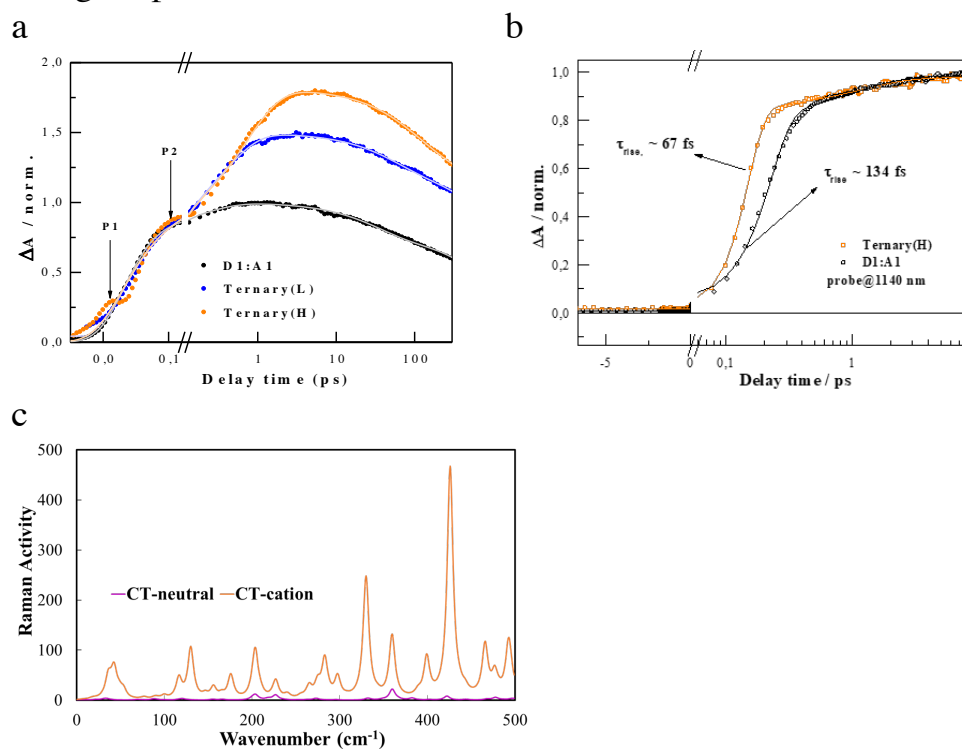 a
ΔA / norm.
2,0
1.5
1.0
0.5
0,0
P1
P2
D1:A1
Ternary(L)
Ternary(H)
0,0
0,1
1
10
100
Delay time (ps)
b
ΔA / norm.
1,0
0,8
0,6
0,4
0,2
0,0
τrise, ~ 67 fs
τrise ~ 134 fs
Ternary(H)
D1:A1
probe@1140 nm
-5
0
0,1
1
Delay time / ps
c
Raman Activity
500
400
300
200
100
0
CT-neutral
CT-cation
0
100
200
300
400
500
Wavenumber (cm-1)